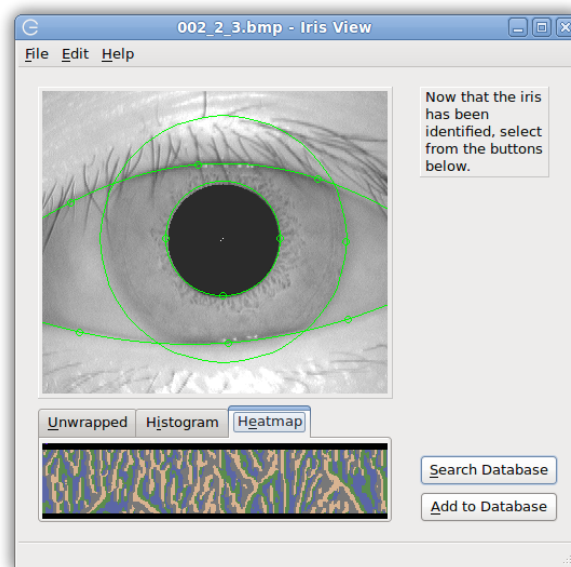 002_2_3.bmp - Iris View
File Edit Help
Now that the iris
has been
identified, select
from the buttons
below.
Unwrapped Histogram Heatmap
Search Database
Add to Database